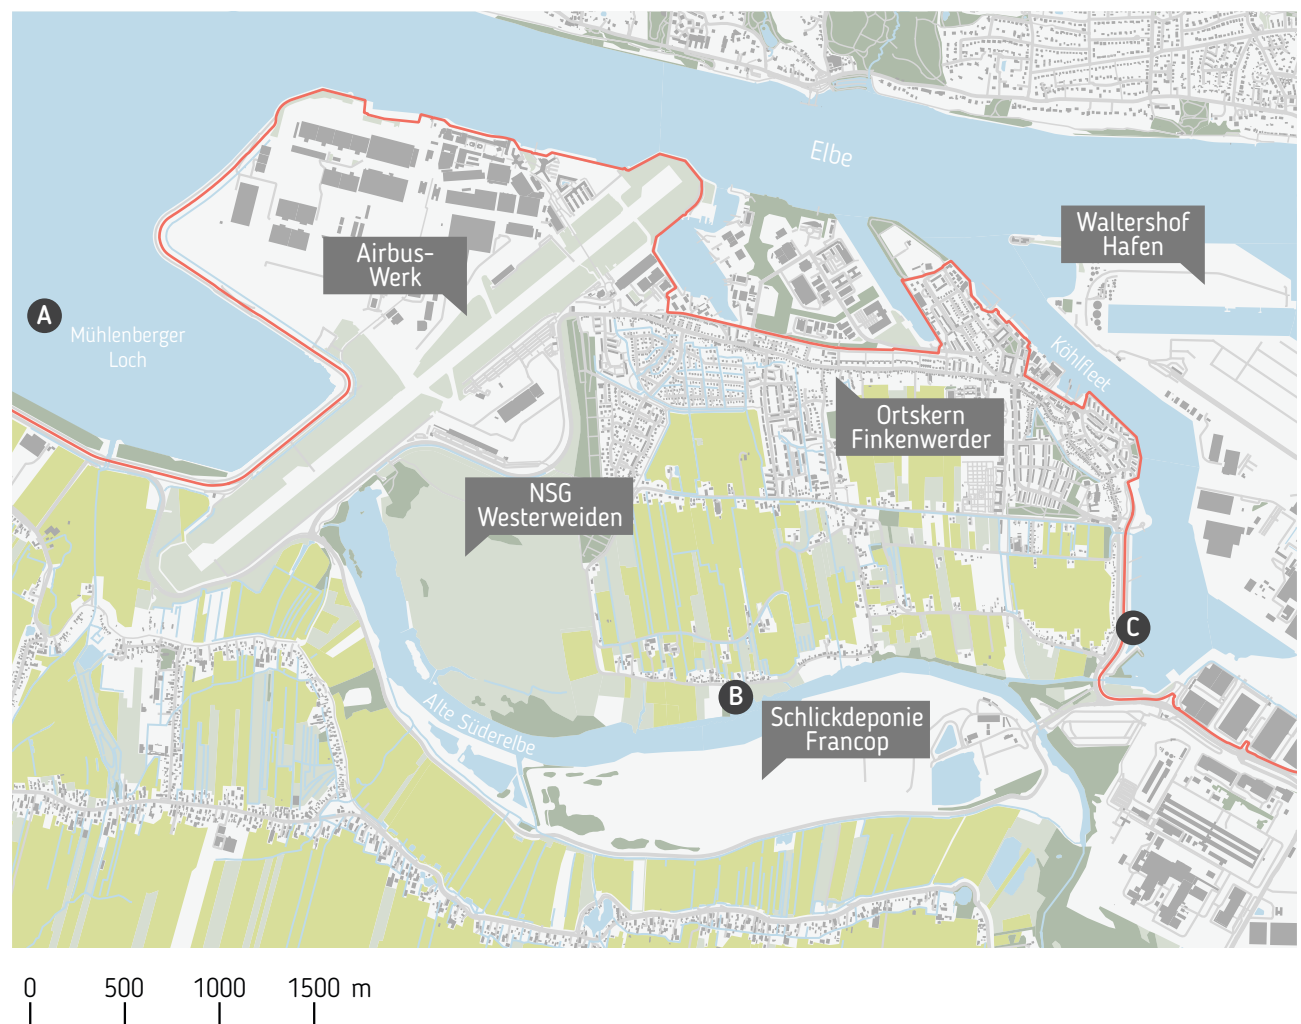 Elbe
Waltershof
Hafen
Airbus-
Werk
A
Mühlenberger
Loch
Köhlfleet
Ortskern
Finkenwerder
NSG
Westerweiden
C
B
Alte Süderelbe
Schlickdeponie
Francop
0 500 1000 1500 m